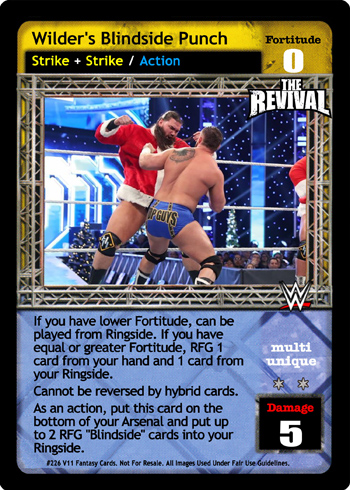 Wilder's Blindside Punch
Fortitude
Strike + Strike / Action
0
THE
REVIVAL
UP GUYS
W
If you have lower Fortitude, can be
played from Ringside. If you have
equal or greater Fortitude, RFG 1
card from your hand and 1 card from
your Ringside.
Cannot be reversed by hybrid cards.
As an action, put this card on the
bottom of your Arsenal and put up
to 2 RFG "Blindside" cards into your
Ringside.
multi
unique
Damage
5
#226 V11 Fantasy Cards. Not For Resale. All Images Used Under Fair Use Guidelines.